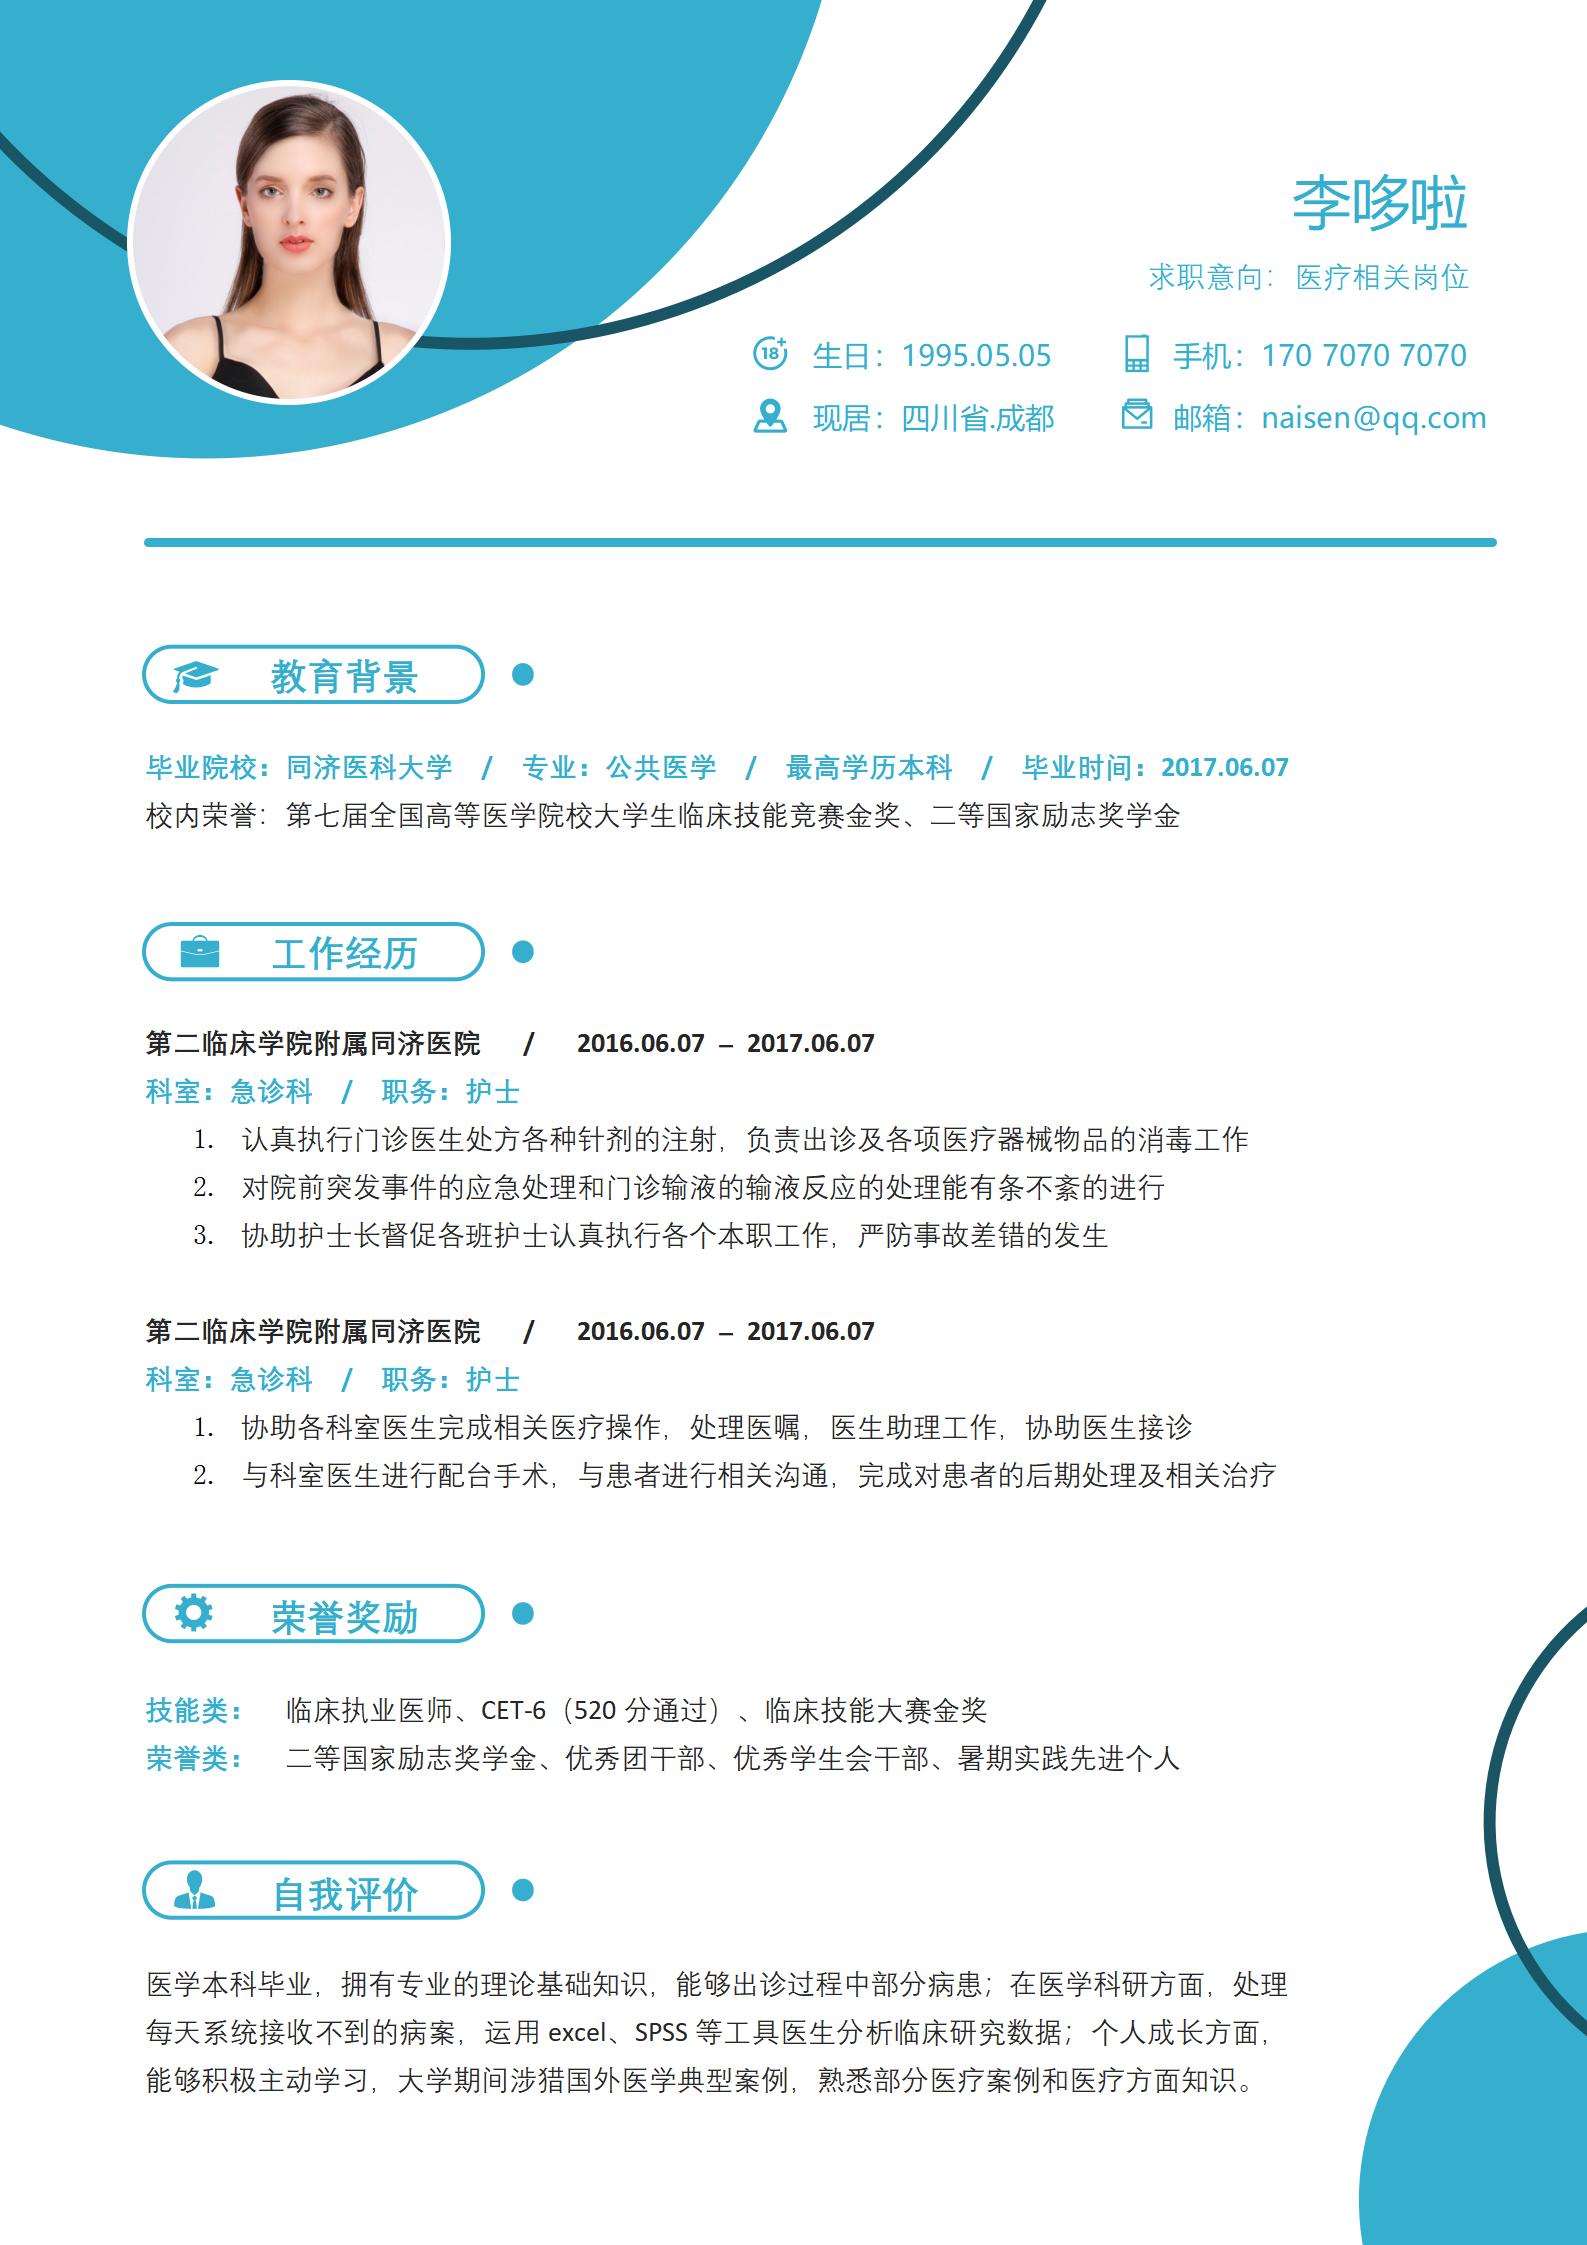 李哆啦
求职意向：医疗相关岗位
生日：1995.05.05
手机：170 7070 7070
现居：四川省.成都
邮箱：naisen@qq.com
教育背景
毕业院校：同济医科大学 / 专业：公共医学 / 最高学历本科 / 毕业时间：2017.06.07
校内荣誉：第七届全国高等医学院校大学生临床技能竞赛金奖、二等国家励志奖学金
工作经历
第二临床学院附属同济医院 / 2016.06.07 – 2017.06.07
科室：急诊科 / 职务：护士
1. 认真执行门诊医生处方各种针剂的注射，负责出诊及各项医疗器械物品的消毒工作
2. 对院前突发事件的应急处理和门诊输液的输液反应的处理能有条不紊的进行
3. 协助护士长督促各班护士认真执行各个本职工作，严防事故差错的发生
第二临床学院附属同济医院 / 2016.06.07 – 2017.06.07
科室：急诊科 / 职务：护士
1. 协助各科室医生完成相关医疗操作，处理医嘱，医生助理工作，协助医生接诊
2. 与科室医生进行配台手术，与患者进行相关沟通，完成对患者的后期处理及相关治疗
荣誉奖励
技能类： 临床执业医师、CET-6（520 分通过）、临床技能大赛金奖
荣誉类： 二等国家励志奖学金、优秀团干部、优秀学生会干部、暑期实践先进个人
自我评价
医学本科毕业，拥有专业的理论基础知识，能够出诊过程中部分病患；在医学科研方面，处理
每天系统接收不到的病案，运用 excel、SPSS 等工具医生分析临床研究数据；个人成长方面，
能够积极主动学习，大学期间涉猎国外医学典型案例，熟悉部分医疗案例和医疗方面知识。